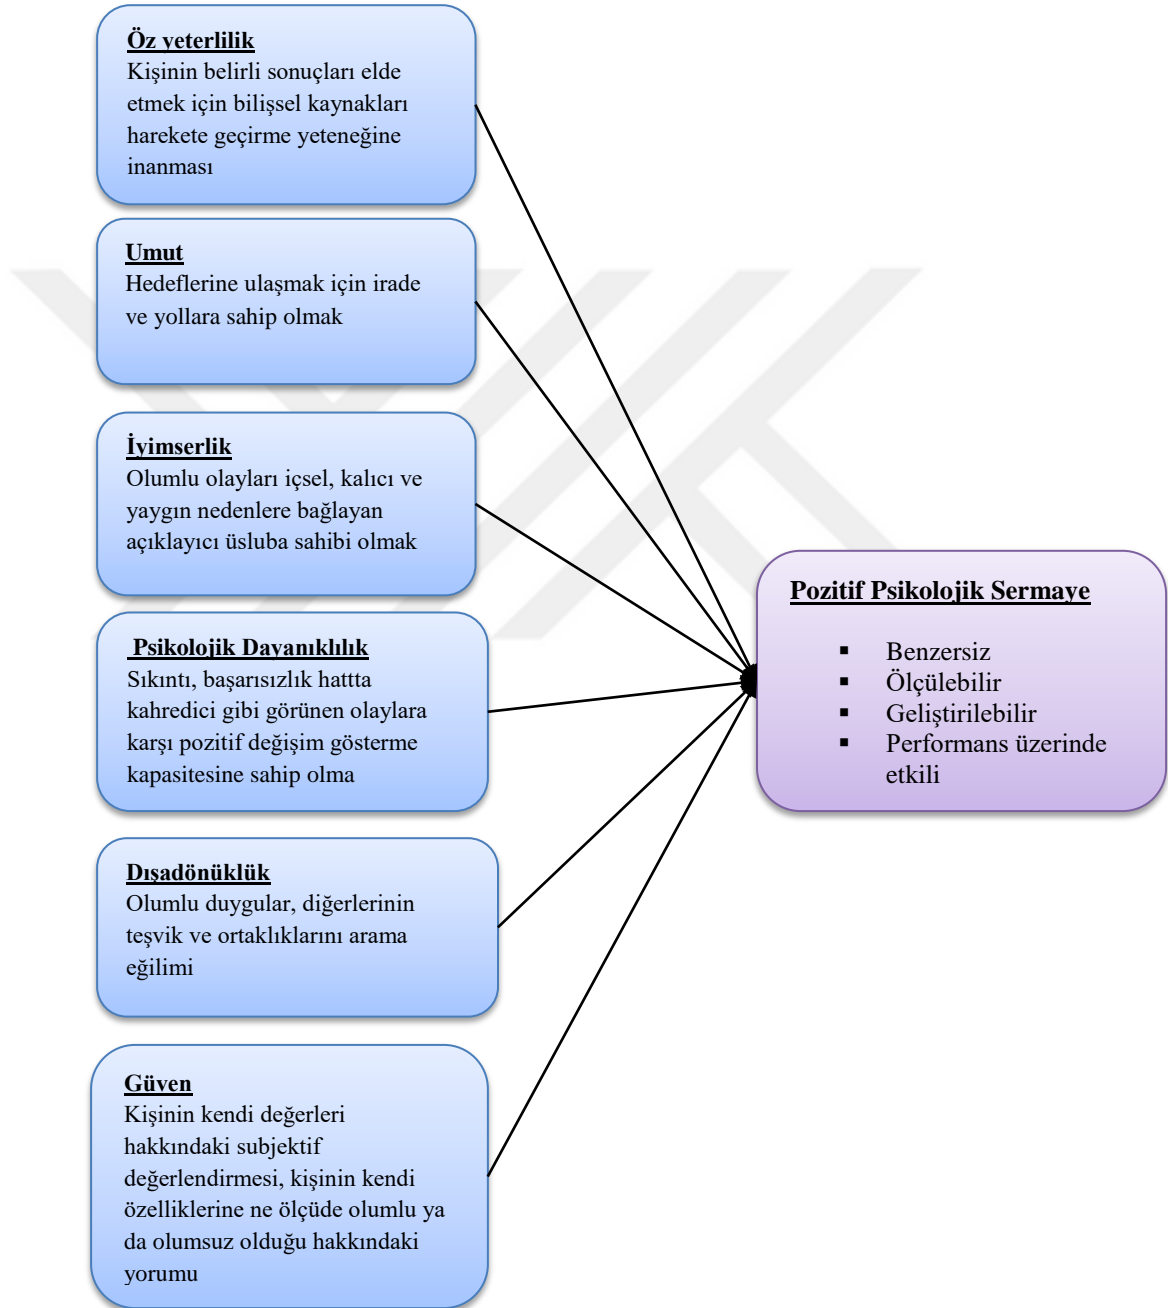 Öz yeterlilik
Kişinin belirli sonuçları elde
etmek için bilişsel kaynakları
harekete geçirme yeteneğine
inanması
Umut
Hedeflerine ulaşmak için irade
ve yollara sahip olmak
İyimserlik
Olumlu olayları içsel, kalıcı ve
yaygın nedenlere bağlayan
açıklayıcı üsluba sahibi olmak
Psikolojik Dayanıklılık
Sıkıntı, başarısızlık hattta
kahredici gibi görünen olaylara
karşı pozitif değişim gösterme
kapasitesine sahip olma
Dışadönüklük
Olumlu duygular, diğerlerinin
teşvik ve ortaklıklarını arama
eğilimi
Güven
Kişinin kendi değerleri
hakkındaki subjektif
değerlendirmesi, kişinin kendi
özelliklerine ne ölçüde olumlu ya
da olumsuz olduğu hakkındaki
yorumu
Pozitif Psikolojik Sermaye
▪ Benzersiz
▪ Ölçülebilir
▪ Geliştirilebilir
▪ Performans üzerinde
etkili